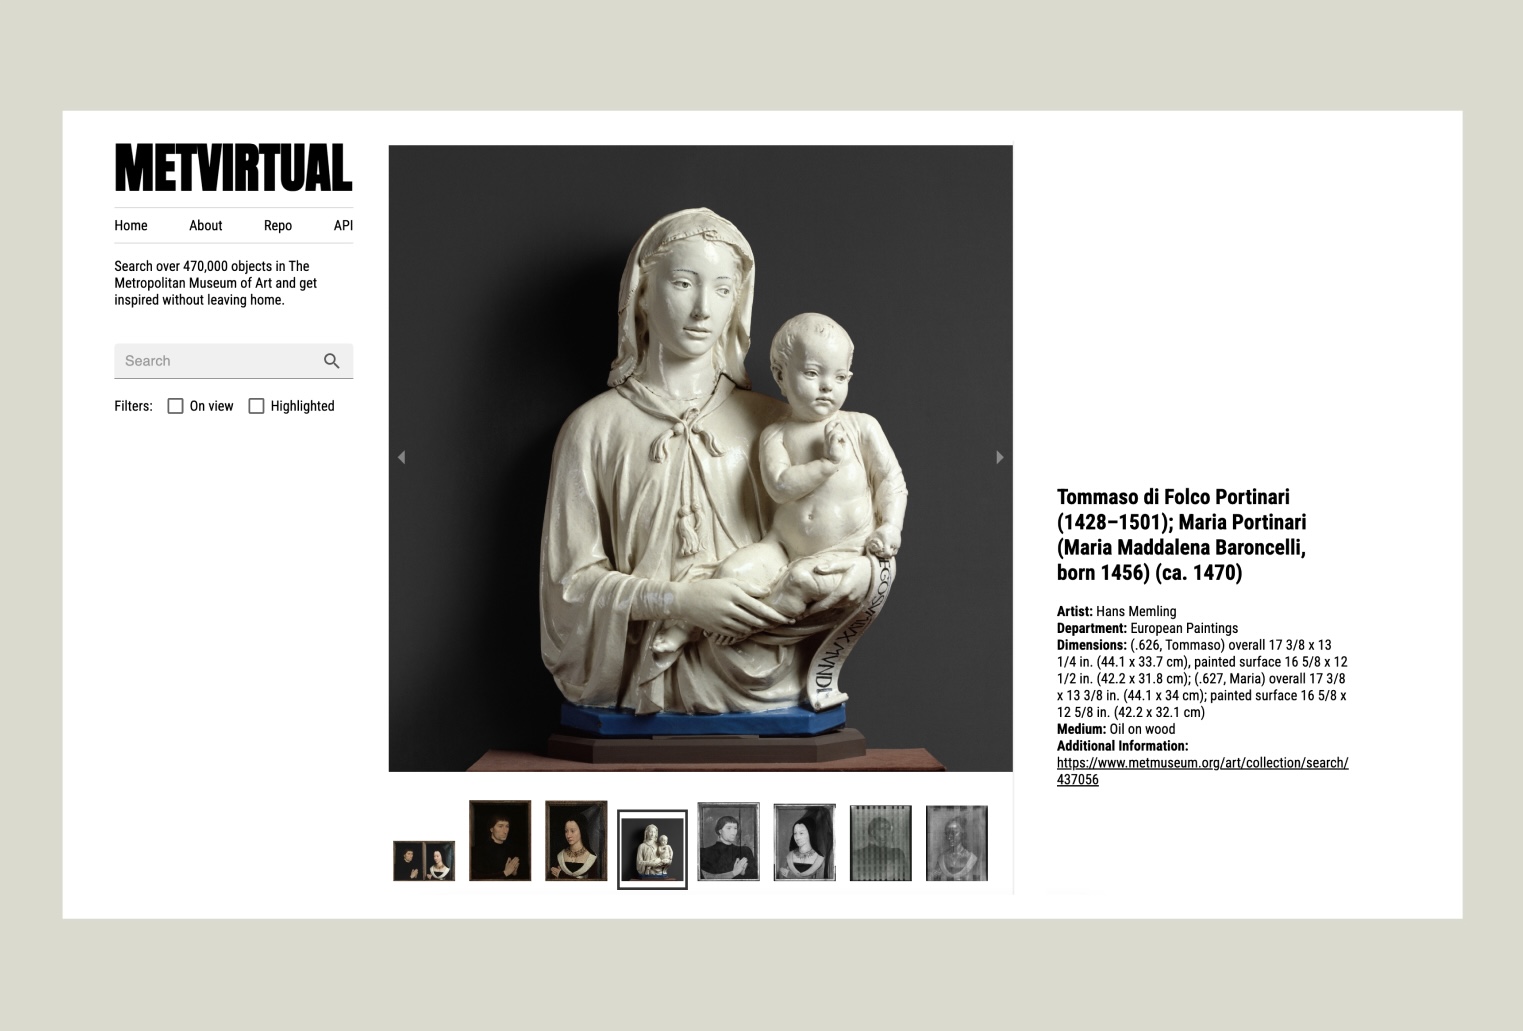 METVIRTUAL
Home About Repo API
Search over 470,000 objects in The
Metropolitan Museum of Art and get
inspired without leaving home.
Search
Filters: On view Highlighted
MVNDI
Tommaso di Folco Portinari
(1428–1501); Maria Portinari
(Maria Maddalena Baroncelli,
born 1456) (ca. 1470)
Artist: Hans Memling
Department: European Paintings
Dimensions: (.626, Tommaso) overall 17 3/8 x 13
1/4 in. (44.1 x 33.7 cm), painted surface 16 5/8 x 12
1/2 in. (42.2 x 31.8 cm); (.627, Maria) overall 17 3/8
x 13 3/8 in. (44.1 x 34 cm); painted surface 16 5/8 x
12 5/8 in. (42.2 x 32.1 cm)
Medium: Oil on wood
Additional Information:
https://www.metmuseum.org/art/collection/search/
437056